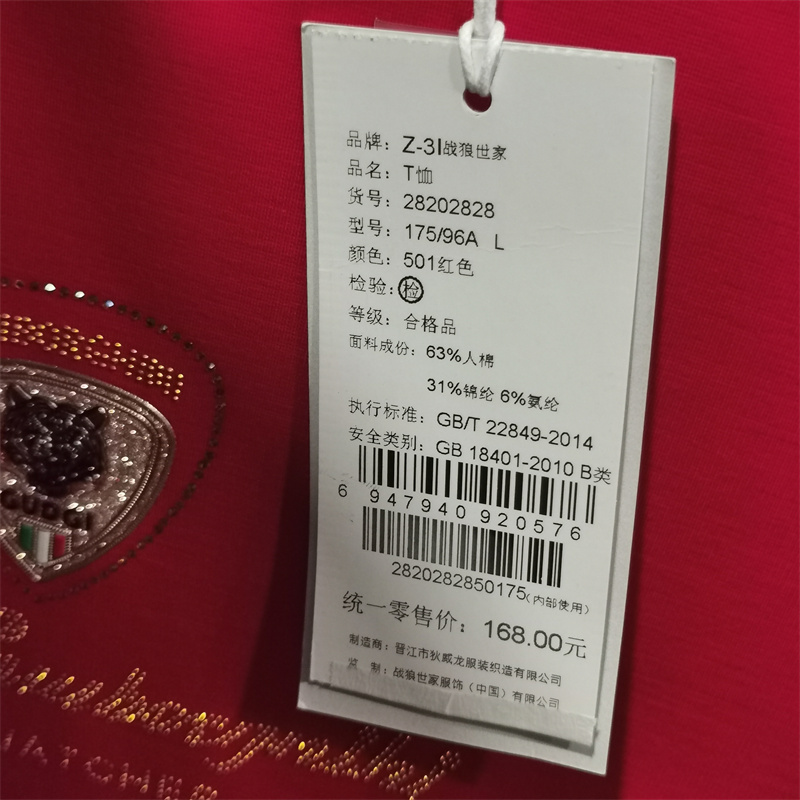 品牌：Z-3I战狼世家
品名：T恤
货号：28202828
型号：175/96A L
颜色：501红色
检验：检
等级：合格品
面料成份：63%人棉
31%锦纶 6%氨纶
执行标准：GB/T 22849-2014
安全类别：GB 18401-2010 B类
6 947940 920576
2820282850175(内部使用)
统一零售价：168.00元
制造商：晋江市狄威龙服装织造有限公司
监 制：战狼世家服饰（中国）有限公司
GUDGI